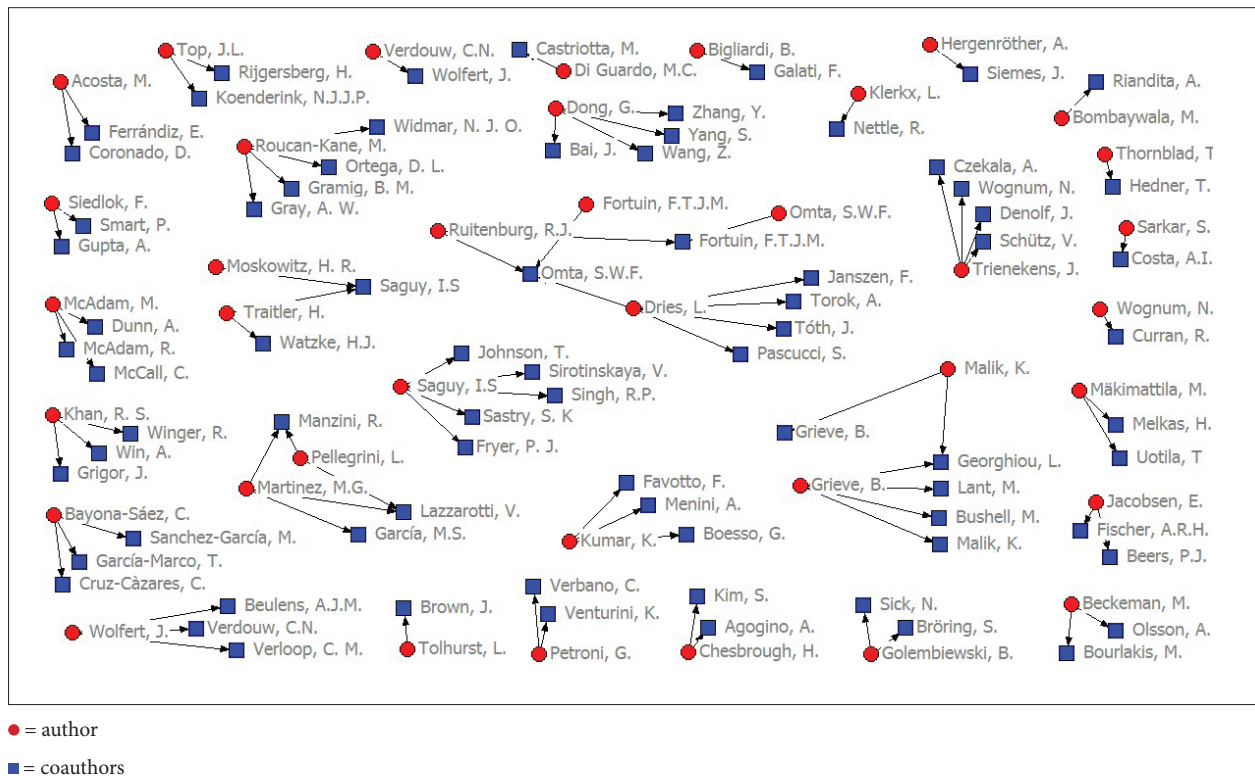 Top, J.L.
Rijgersberg, H.
Koenderink, N.J.J.P.
Verdouw, C.N.
Wolfert, J.
Castriotta, M.
Di Guardo, M.C.
Bigliardi, B.
Galati, F.
Hergenröther, A.
Siemes, J.
Riandita, A.
Bombaywala, M.
Acosta, M.
Ferrándiz, E.
Coronado, D.
Klerkx, L.
Nettle, R.
Dong, G.
Zhang, Y.
Yang, S.
Wang, Z.
Bai, J.
Widmar, N. J. O.
Roucan-Kane, M.
Ortega, D. L.
Gramig, B. M.
Gray, A. W.
Czekala, A.
Wognum, N.
Denolf, J.
Schütz, V.
Trienekens, J.
Thornblad, T
Hedner, T.
Siedlok, F.
Smart, P.
Gupta, A.
Fortuin, F.T.J.M.
Omta, S.W.F.
Ruitenburg, R.J.
Fortuin, F.T.J.M.
Omta, S.W.F.
Sarkar, S.
Costa, A.I.
Moskowitz, H. R.
Saguy, I.S
Traitler, H.
Watzke, H.J.
Janszen, F.
Torok, A.
Dries, L.
Tóth, J.
Pascucci, S.
McAdam, M.
Dunn, A.
McAdam, R.
McCall, C.
Wognum, N.
Curran, R.
Johnson, T.
Sirotinskaya, V.
Saguy, I.S
Singh, R.P.
Sastry, S. K
Fryer, P. J.
Malik, K.
Grieve, B.
Georghiou, L.
Grieve, B.
Lant, M.
Bushell, M.
Malik, K.
Mäkimattila, M.
Melkas, H.
Uotila, T
Khan, R. S.
Winger, R.
Win, A.
Grigor, J.
Manzini, R.
Pellegrini, L.
Martinez, M.G.
Lazzarotti, V.
García, M.S.
Favotto, F.
Menini, A.
Kumar, K.
Boesso, G.
Jacobsen, E.
Fischer, A.R.H.
Beers, P.J.
Bayona-Sáez, C.
Sanchez-García, M.
García-Marco, T.
Cruz-Càzares, C.
Beulens, A.J.M.
Wolfert, J.
Verdouw, C.N.
Verloop, C. M.
Brown, J.
Tolhurst, L.
Verbano, C.
Venturini, K.
Petroni, G.
Kim, S.
Agogino, A.
Chesbrough, H.
Sick, N.
Bröring, S.
Golembiewski, B.
Beckeman, M.
Olsson, A.
Bourlakis, M.
= author
= coauthors